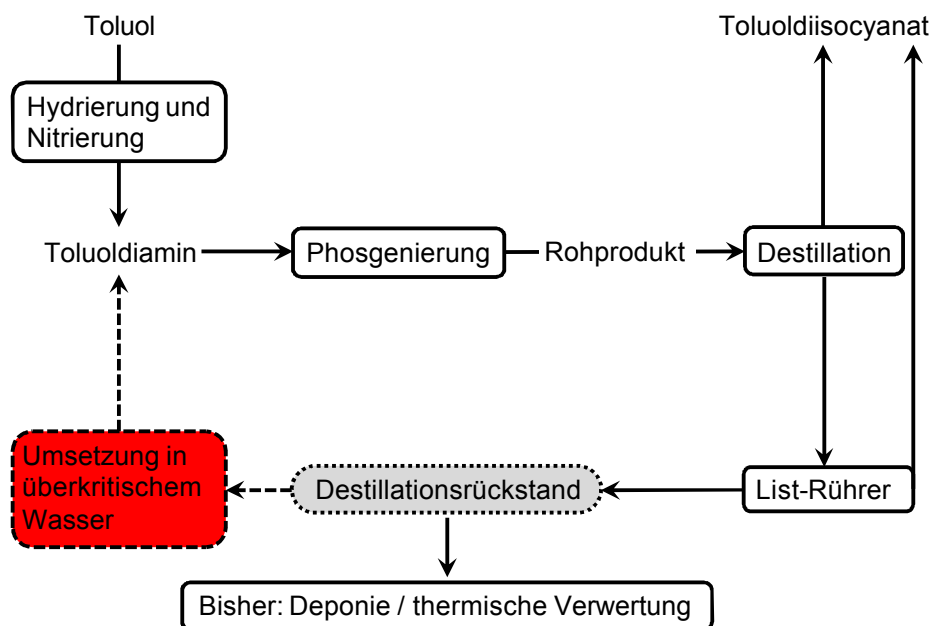 Toluol
Toluoldiisocyanat
Hydrierung und
Nitrierung
Toluoldiamin
Phosgenierung
Rohprodukt
Destillation
Umsetzung in
überkritischem
Wasser
Destillationsrückstand
List-Rührer
Bisher: Deponie / thermische Verwertung